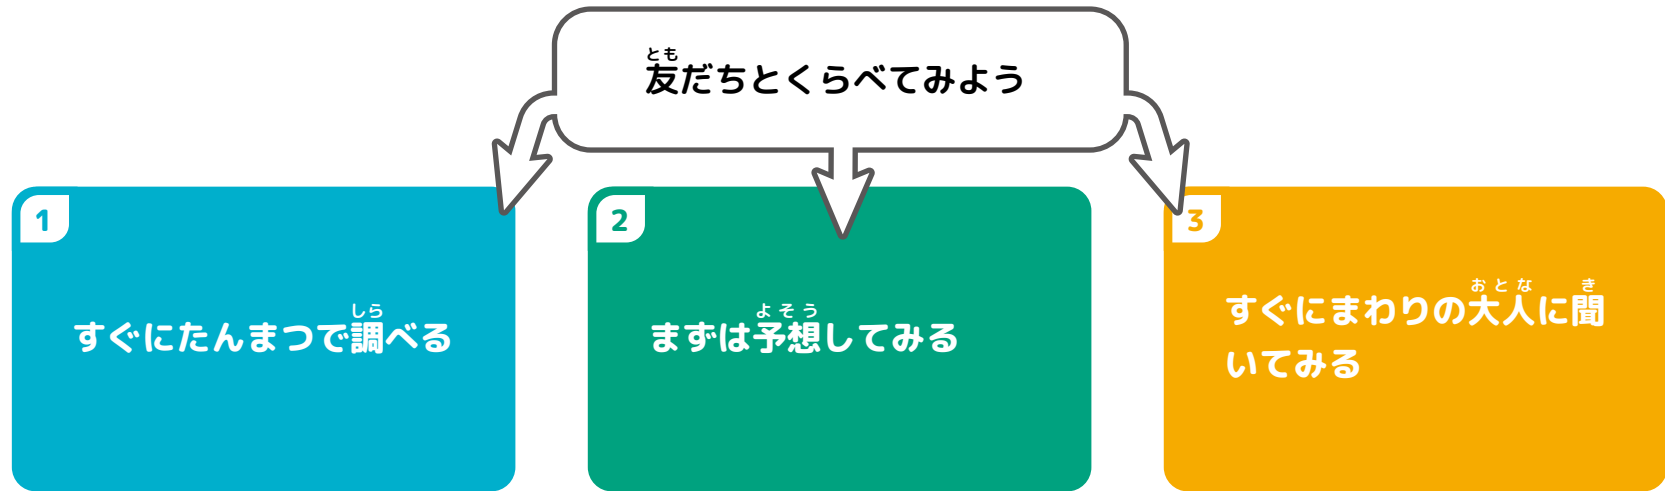 友だちとくらべてみよう
とも
1
すぐにたんまつで調べる
しら
2
まずは予想してみる
よそう
3
すぐにまわりの大人に聞
おとな き
いてみる